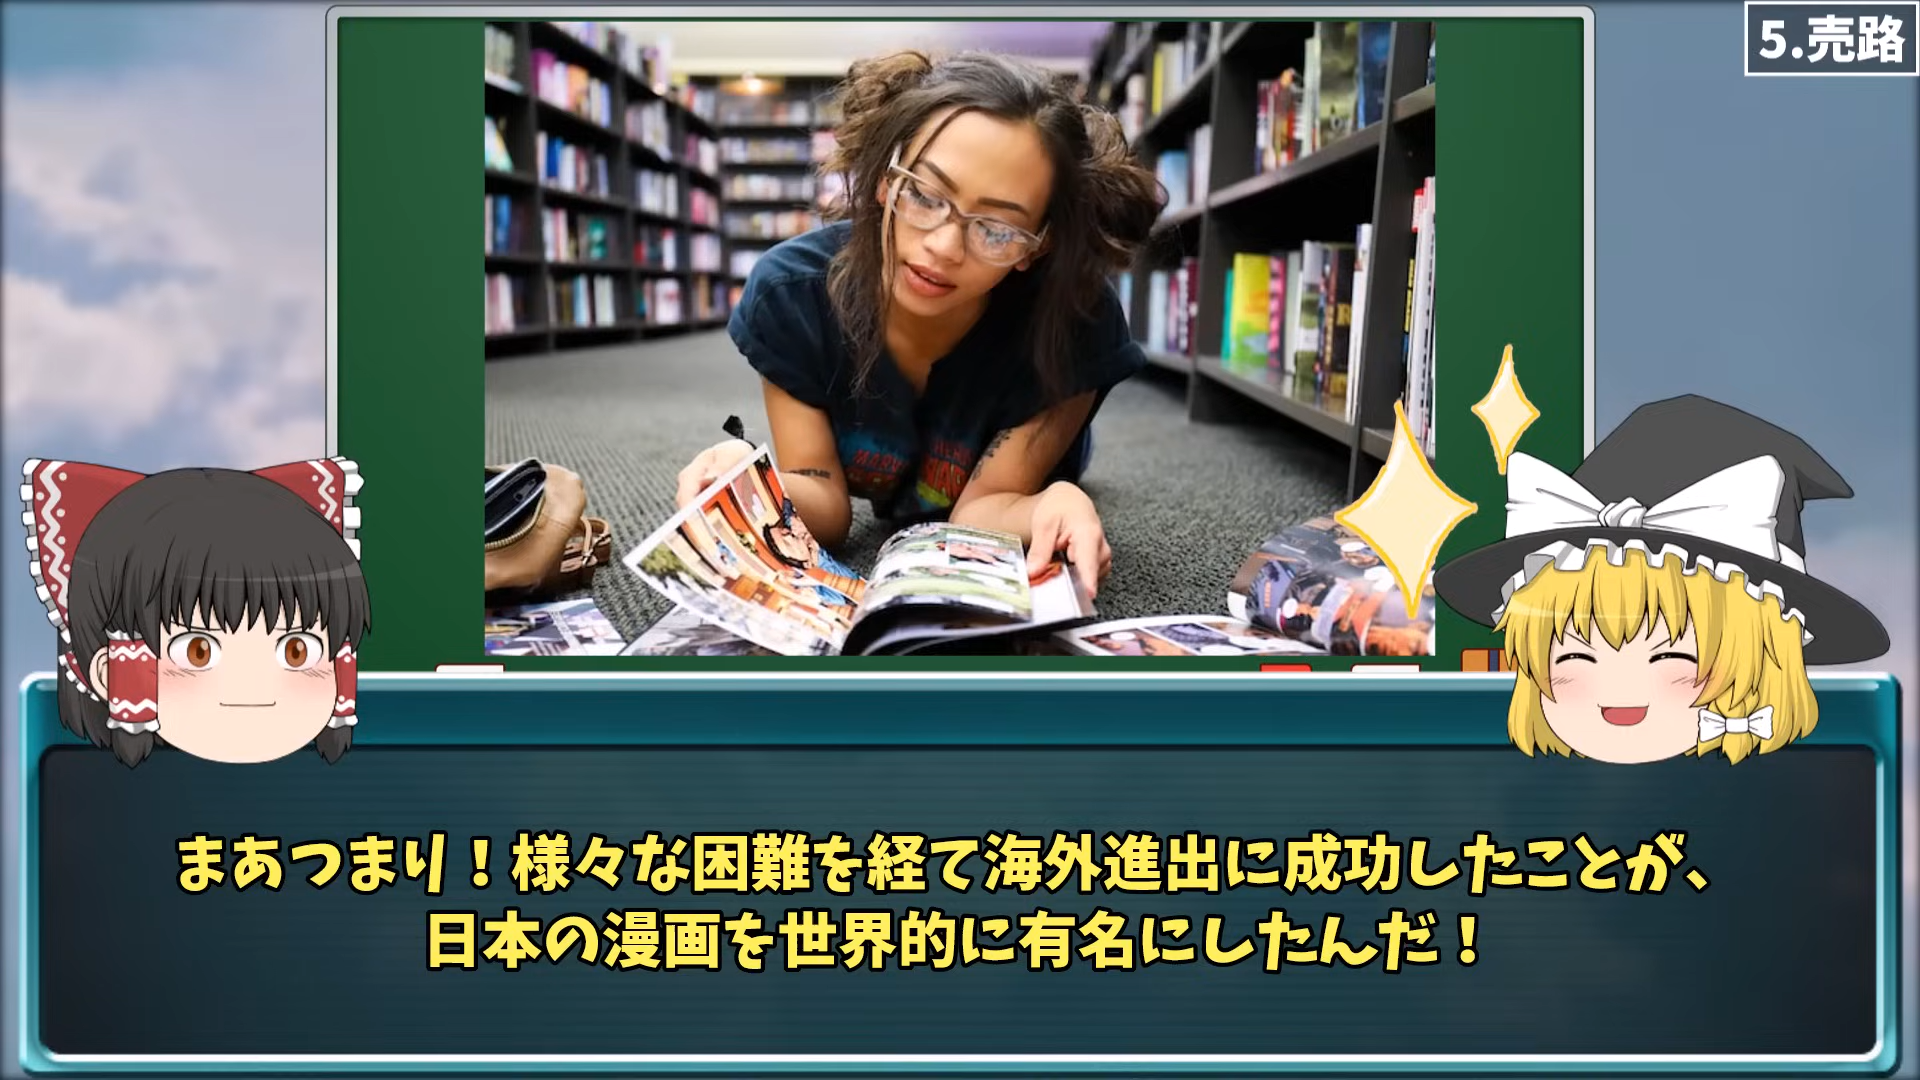 5.売路
まあつまり！様々な困難を経て海外進出に成功したことが、
日本の漫画を世界的に有名にしたんだ！